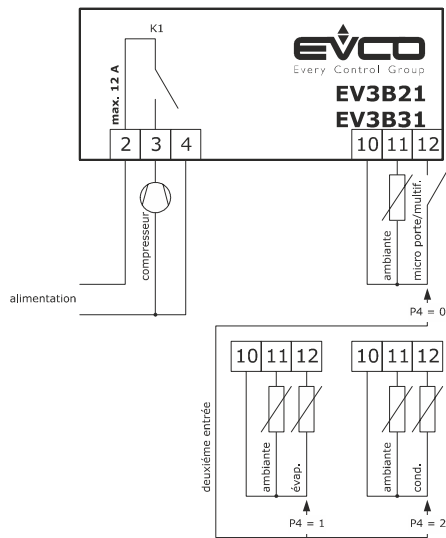 K1
max. 12 A
EVCO
Every Control Group
EV3B21
EV3B31
2 3 4
10 11 12
compresseur
ambiante
micro porte/multif.
alimentation
P4 = 0
deuxiéme entrée
10 11 12
10 11 12
ambiante
évap.
ambiante
cond.
P4 = 1
P4 = 2